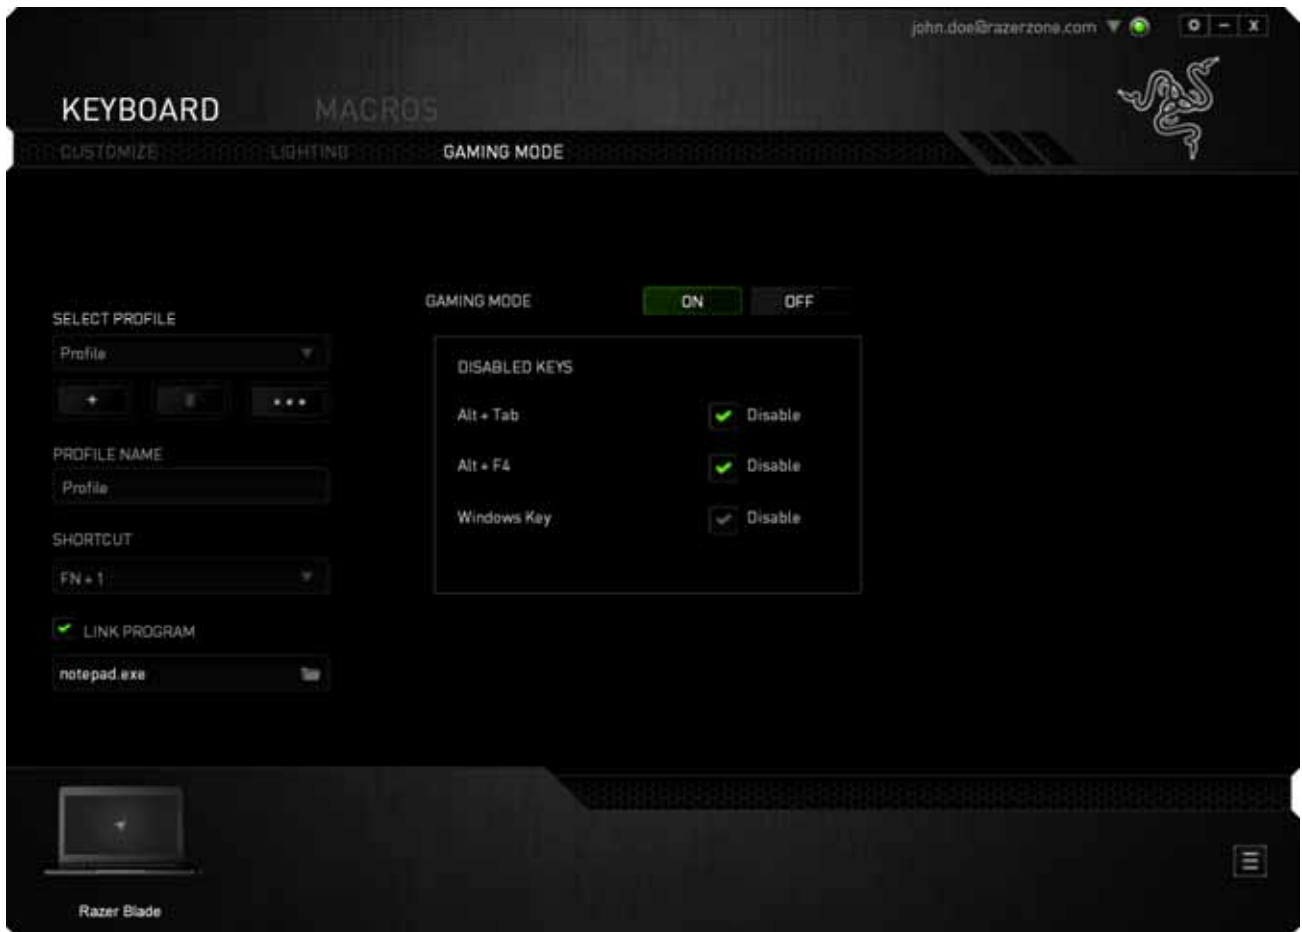 john.doe@razerzone.com
KEYBOARD MACROS
CUSTOMIZE LIGHTING GAMING MODE
GAMING MODE ON OFF
SELECT PROFILE
Profile
DISABLED KEYS
Alt + Tab Disable
PROFILE NAME
Alt + F4 Disable
Profile
Windows Key Disable
SHORTCUT
FN + 1
LINK PROGRAM
notepad.exe
Razer Blade